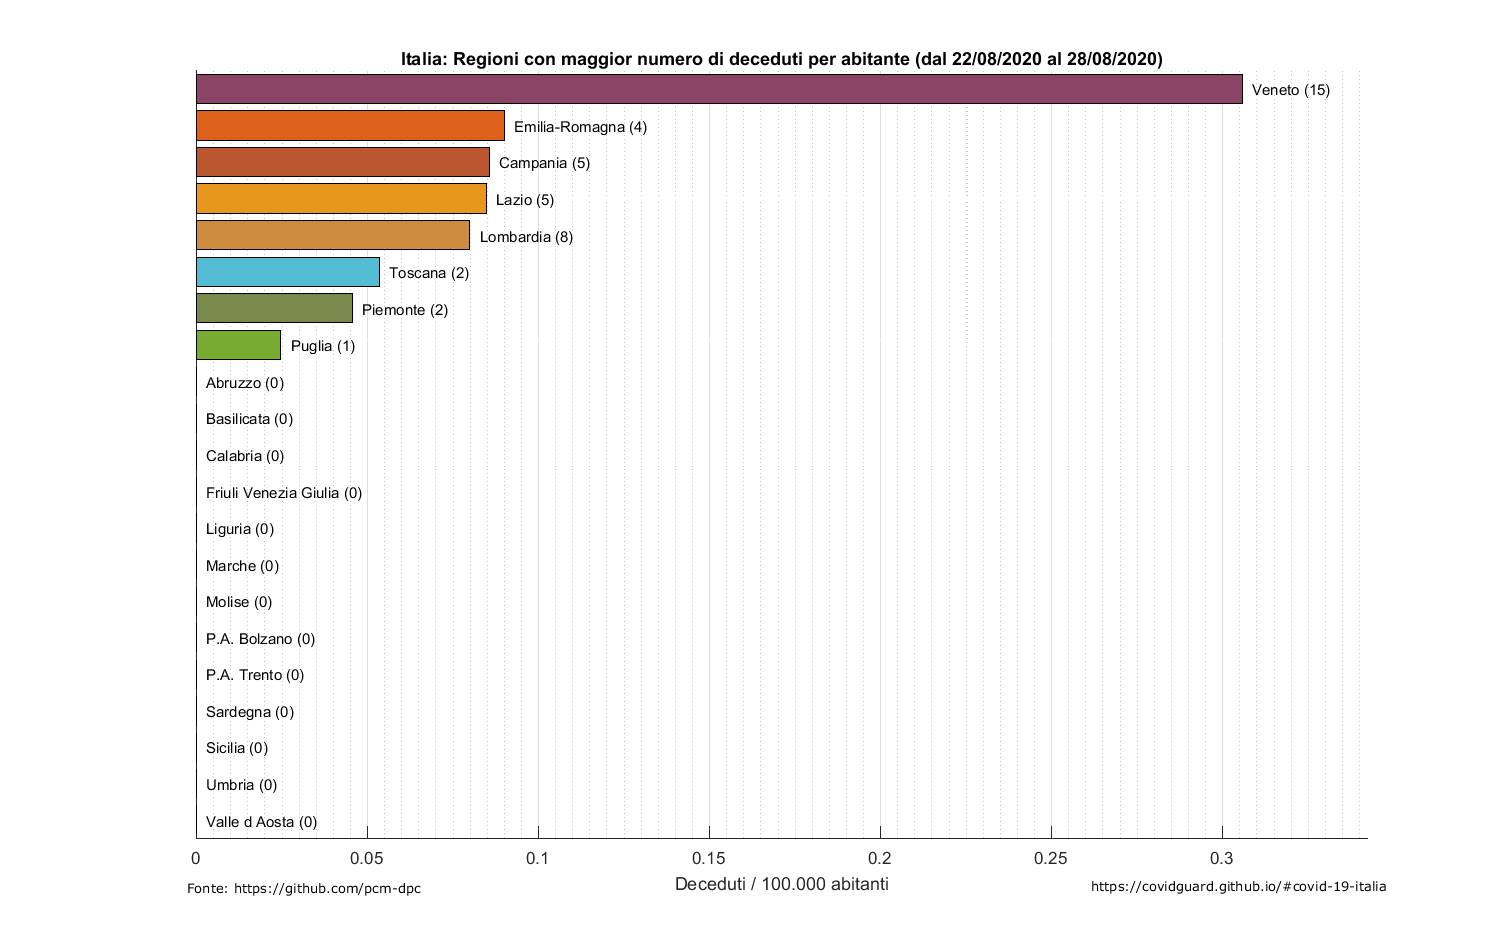 Italia: Regioni con maggior numero di deceduti per abitante (dal 22/08/2020 al 28/08/2020)
Veneto (15)
Emilia-Romagna (4)
Campania (5)
Lazio (5)
Lombardia (8)
Toscana (2)
Piemonte (2)
Puglia (1)
Abruzzo (0)
Basilicata (0)
Calabria (0)
Friuli Venezia Giulia (0)
Liguria (0)
Marche (0)
Molise (0)
P.A. Bolzano (0)
P.A. Trento (0)
Sardegna (0)
Sicilia (0)
Umbria (0)
Valle d Aosta (0)
0 0.05 0.1 0.15 0.2 0.25 0.3
Deceduti / 100.000 abitanti
Fonte: https://github.com/pcm-dpc
https://covidguard.github.io/#covid-19-italia